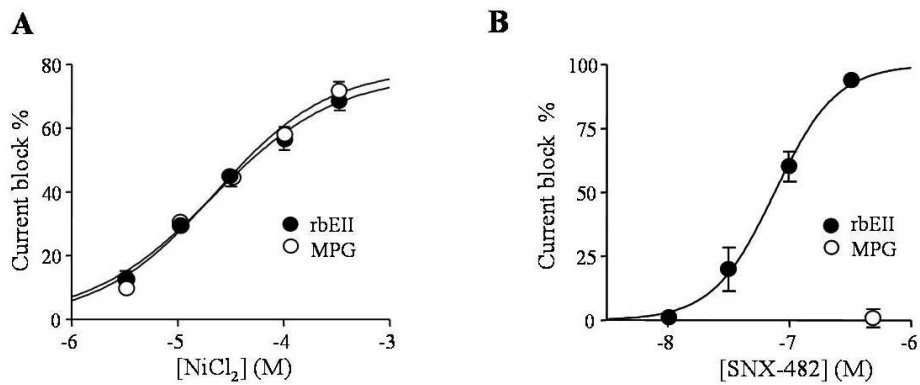 A
Current block %
80
60
40
20
0
-6 -5 -4 -3
[NiCl₂] (M)
rbEII
MPG
B
Current block %
100
75
50
25
0
-8 -7 -6
[SNX-482] (M)
rbEII
MPG